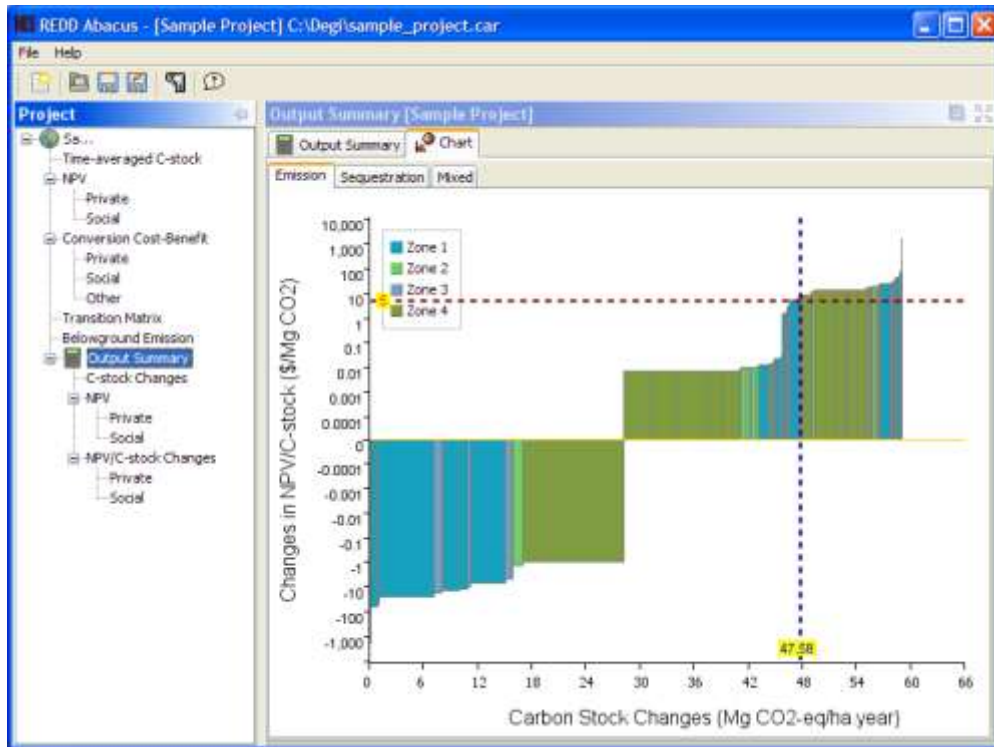 REDD Abacus - [Sample Project] C:\Degi\sample_project.car
File Help
Project
Sa...
Time-averaged C-stock
NPV
Private
Social
Conversion Cost-Benefit
Private
Social
Other
Transition Matrix
Belowground Emission
Output Summary
C-stock Changes
NPV
Private
Social
NPV/C-stock Changes
Private
Social
Output Summary [Sample Project]
Output Summary Chart
Emission Sequestration Mixed
Changes in NPV/C-stock ($/Mg CO2)
10,000
1,000
100
10
1
0.1
0.01
0.001
0.0001
0
-0.0001
-0.001
-0.01
-0.1
-1
-10
-100
-1,000
Zone 1
Zone 2
Zone 3
Zone 4
47.58
0 6 12 18 24 30 36 42 48 54 60 66
Carbon Stock Changes (Mg CO2-eq/ha year)